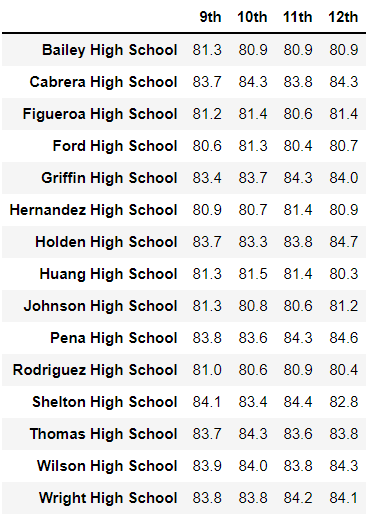 9th 10th 11th 12th
Bailey High School 81.3 80.9 80.9 80.9
Cabrera High School 83.7 84.3 83.8 84.3
Figueroa High School 81.2 81.4 80.6 81.4
Ford High School 80.6 81.3 80.4 80.7
Griffin High School 83.4 83.7 84.3 84.0
Hernandez High School 80.9 80.7 81.4 80.9
Holden High School 83.7 83.3 83.8 84.7
Huang High School 81.3 81.5 81.4 80.3
Johnson High School 81.3 80.8 80.6 81.2
Pena High School 83.8 83.6 84.3 84.6
Rodriguez High School 81.0 80.6 80.9 80.4
Shelton High School 84.1 83.4 84.4 82.8
Thomas High School 83.7 84.3 83.6 83.8
Wilson High School 83.9 84.0 83.8 84.3
Wright High School 83.8 83.8 84.2 84.1